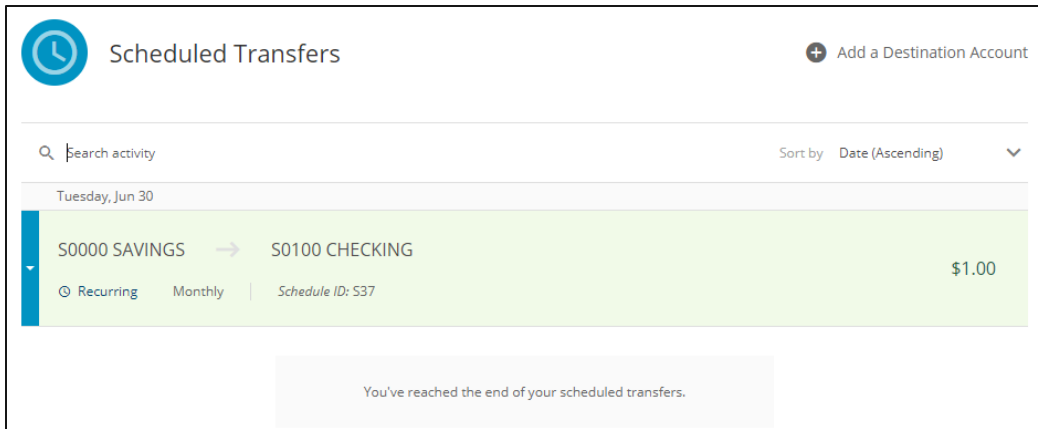 Scheduled Transfers
Add a Destination Account
Search activity
Sort by Date (Ascending)
Tuesday, Jun 30
S0000 SAVINGS → S0100 CHECKING
$1.00
Recurring Monthly Schedule ID: S37
You've reached the end of your scheduled transfers.